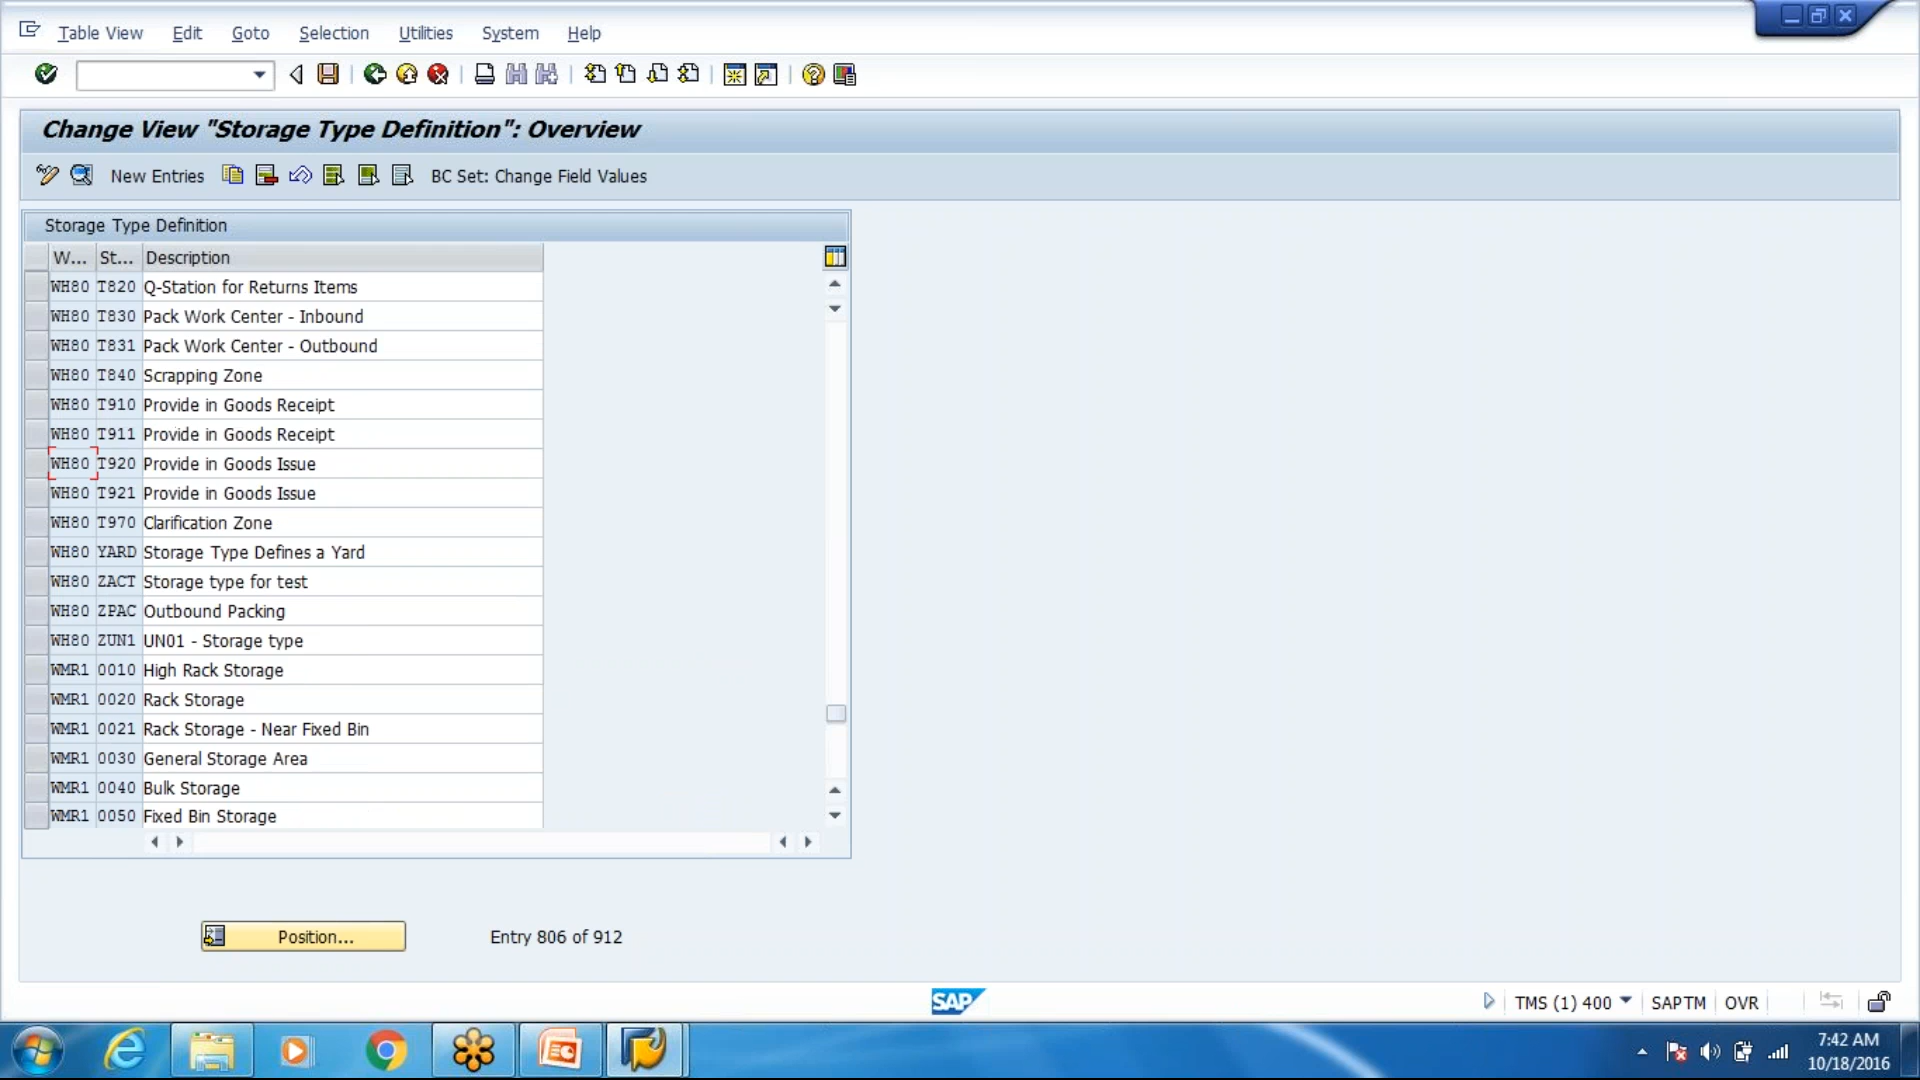 Table View Edit Goto Selection Utilities System Help
Change View "Storage Type Definition": Overview
New Entries BC Set: Change Field Values
Storage Type Definition
W... St... Description
WH80 T820 Q-Station for Returns Items
WH80 T830 Pack Work Center - Inbound
WH80 T831 Pack Work Center - Outbound
WH80 T840 Scrapping Zone
WH80 T910 Provide in Goods Receipt
WH80 T911 Provide in Goods Receipt
WH80 T920 Provide in Goods Issue
WH80 T921 Provide in Goods Issue
WH80 T970 Clarification Zone
WH80 YARD Storage Type Defines a Yard
WH80 ZACT Storage type for test
WH80 ZPAC Outbound Packing
WH80 ZUN1 UN01 - Storage type
WMR1 0010 High Rack Storage
WMR1 0020 Rack Storage
WMR1 0021 Rack Storage - Near Fixed Bin
WMR1 0030 General Storage Area
WMR1 0040 Bulk Storage
WMR1 0050 Fixed Bin Storage
Position... Entry 806 of 912
SAP TMS (1) 400 SAPTM OVR
7:42 AM
10/18/2016